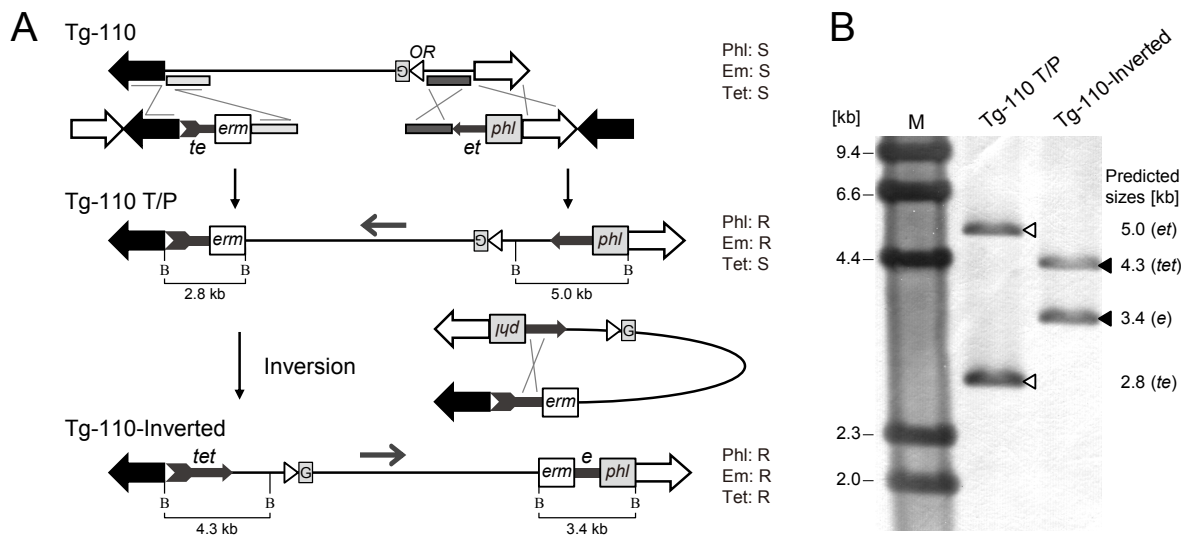 A
Tg-110
OR
G
Phl: S
Em: S
Tet: S
te
erm
et
phl
Tg-110 T/P
erm
G
phl
Phl: R
Em: R
Tet: S
B
B
B
B
2.8 kb
5.0 kb
Inversion
phl
G
erm
Tg-110-Inverted
tet
G
erm
e
phl
Phl: R
Em: R
Tet: R
B
B
B
B
4.3 kb
3.4 kb
B
Tg-110 T/P
Tg-110-Inverted
[kb]
M
9.4
6.6
4.4
2.3
2.0
Predicted
sizes [kb]
5.0 (et)
4.3 (tet)
3.4 (e)
2.8 (te)